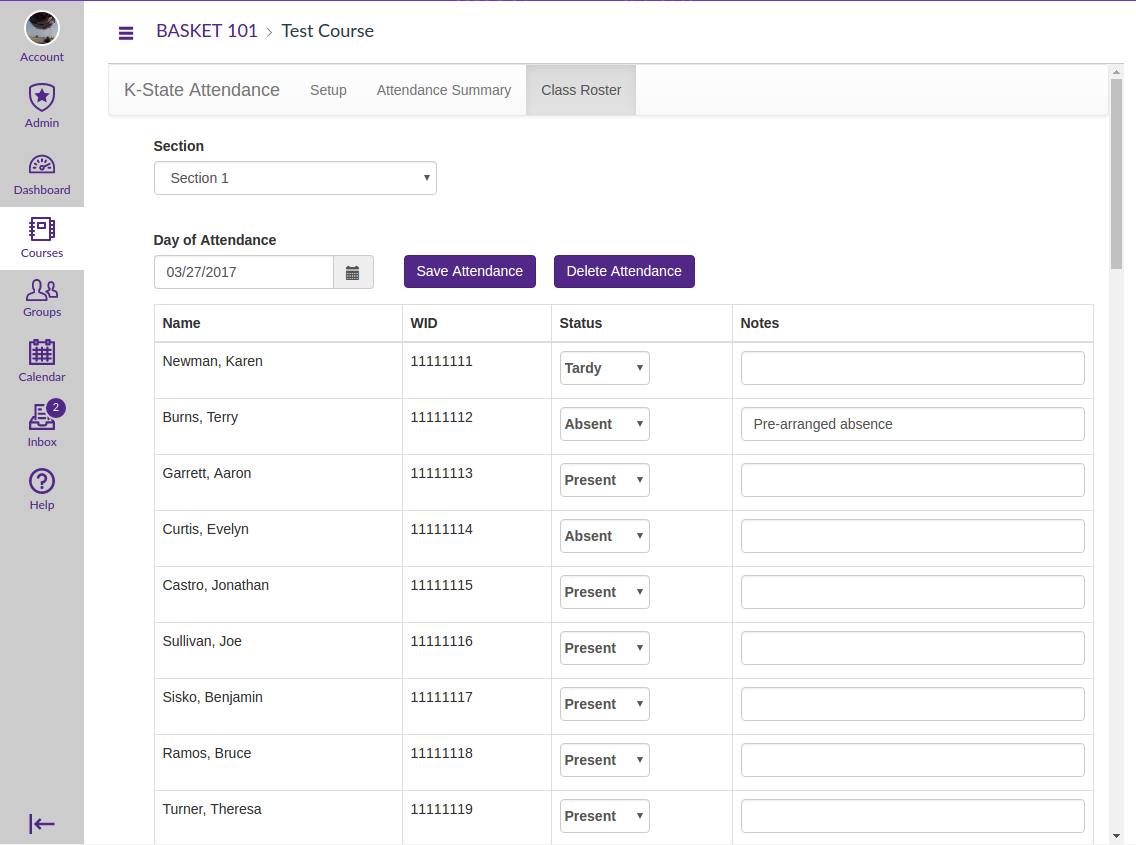 Account
Admin
Dashboard
Courses
Groups
Calendar
2
Inbox
Help
BASKET 101 > Test Course
K-State Attendance Setup Attendance Summary Class Roster
Section
Section 1
Day of Attendance
03/27/2017 Save Attendance Delete Attendance
Name WID Status Notes
Newman, Karen 11111111 Tardy
Burns, Terry 11111112 Absent Pre-arranged absence
Garrett, Aaron 11111113 Present
Curtis, Evelyn 11111114 Absent
Castro, Jonathan 11111115 Present
Sullivan, Joe 11111116 Present
Sisko, Benjamin 11111117 Present
Ramos, Bruce 11111118 Present
Turner, Theresa 11111119 Present